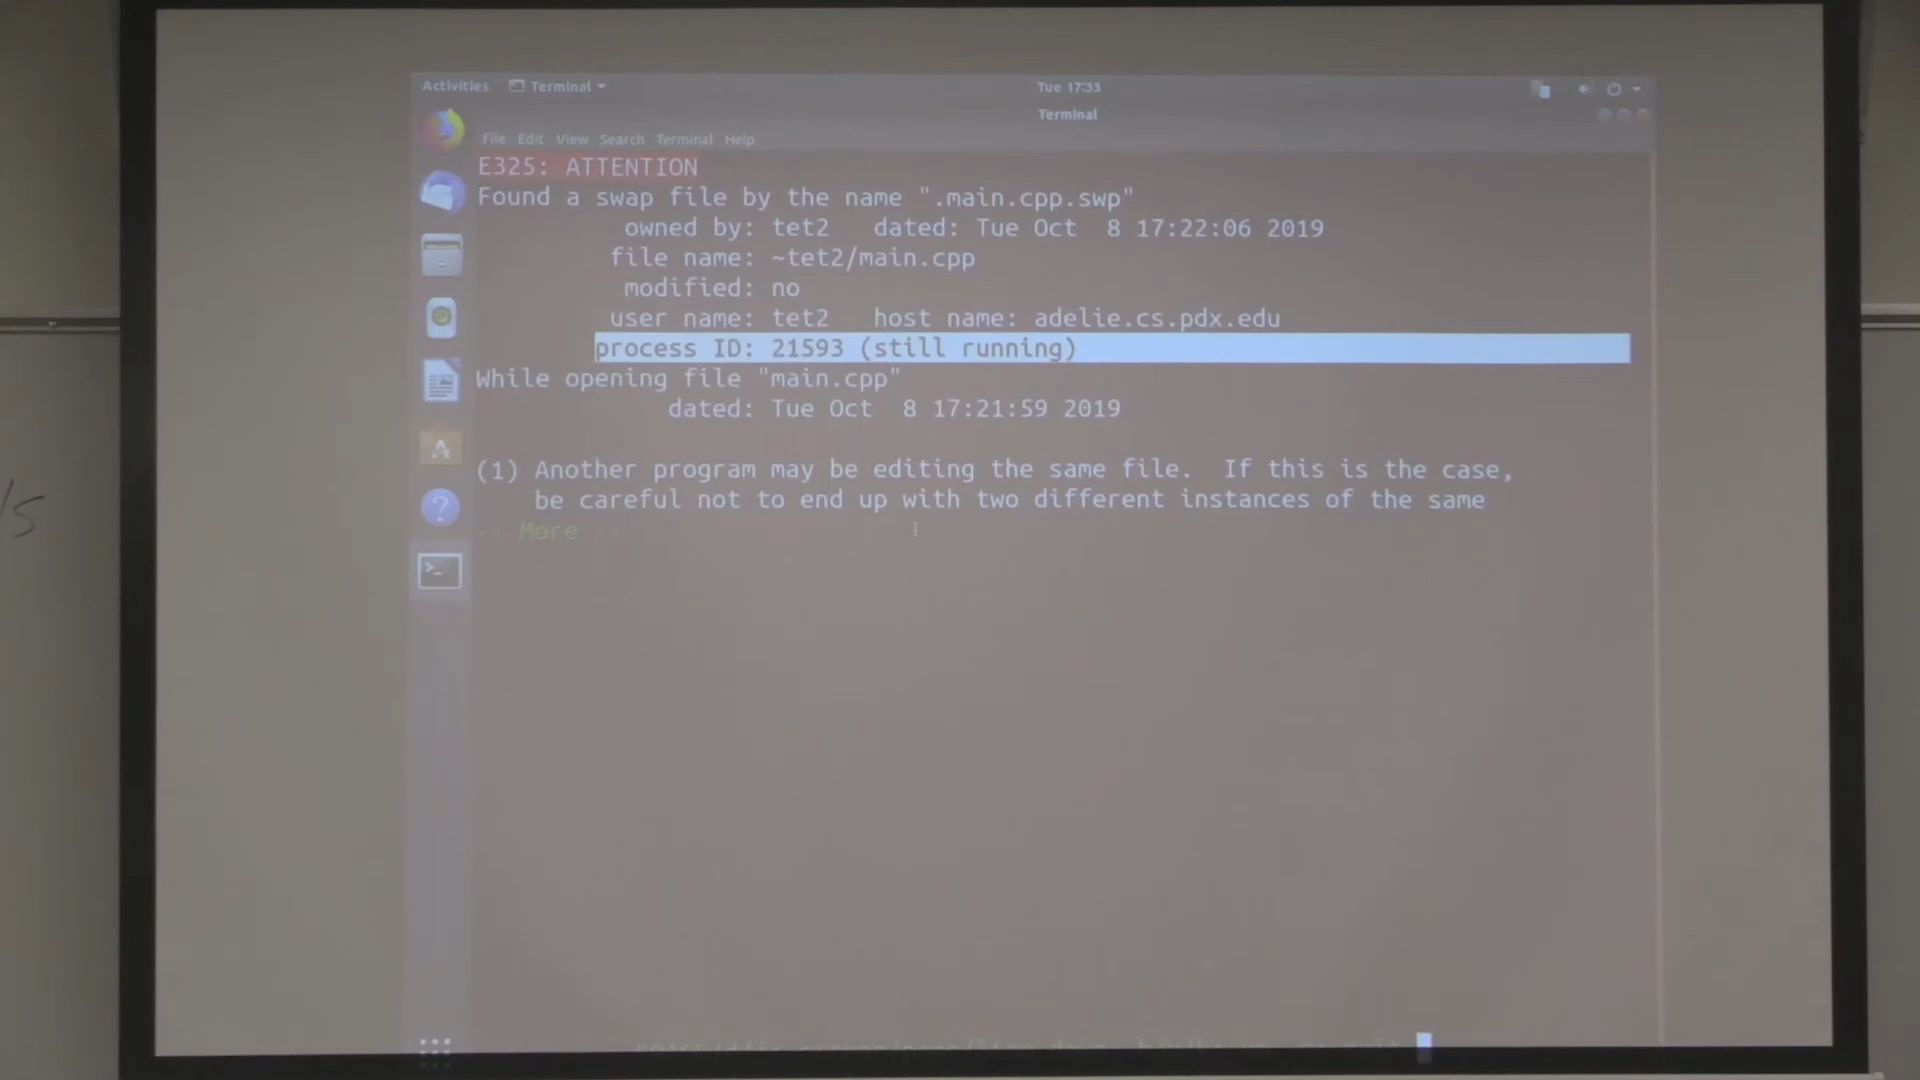 Activities Terminal Tue 17:33
Terminal
File Edit View Search Terminal Help
E325: ATTENTION
Found a swap file by the name ".main.cpp.swp"
owned by: tet2 dated: Tue Oct 8 17:22:06 2019
file name: ~tet2/main.cpp
modified: no
user name: tet2 host name: adelie.cs.pdx.edu
process ID: 21593 (still running)
While opening file "main.cpp"
dated: Tue Oct 8 17:21:59 2019
(1) Another program may be editing the same file. If this is the case,
be careful not to end up with two different instances of the same
-- More --
/5